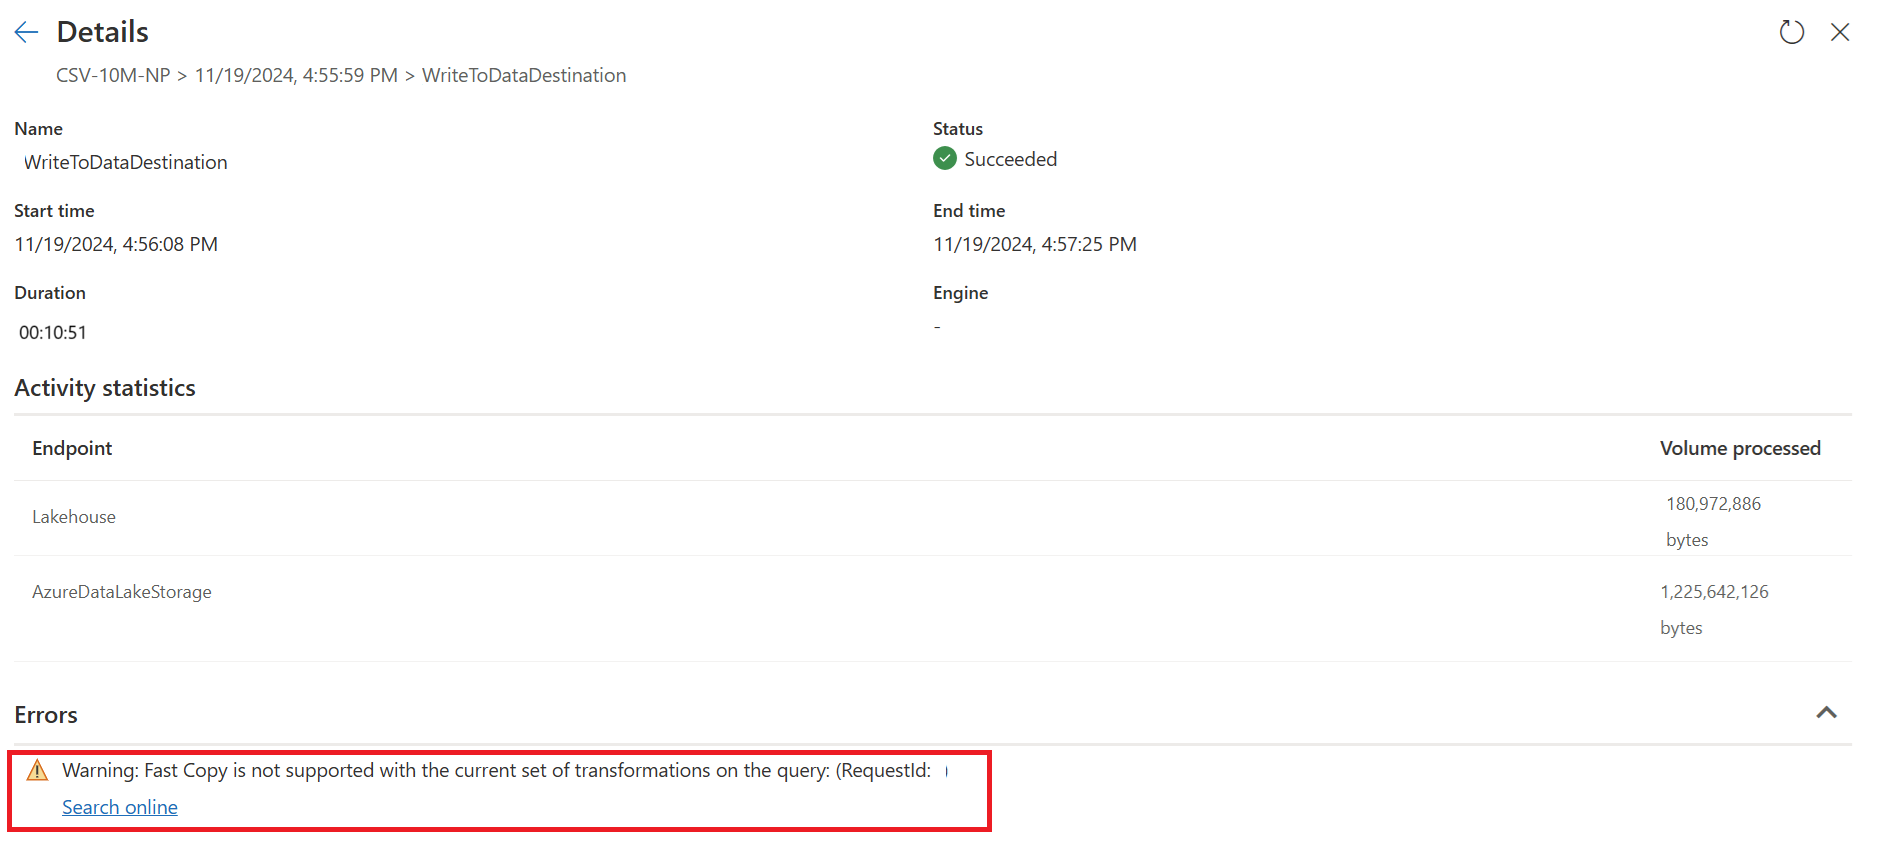 Details
CSV-10M-NP > 11/19/2024, 4:55:59 PM > WriteToDataDestination
Name
WriteToDataDestination
Status
Succeeded
Start time
11/19/2024, 4:56:08 PM
End time
11/19/2024, 4:57:25 PM
Duration
00:10:51
Engine
-
Activity statistics
Endpoint Volume processed
Lakehouse 180,972,886
bytes
AzureDataLakeStorage 1,225,642,126
bytes
Errors
Warning: Fast Copy is not supported with the current set of transformations on the query: (RequestId: )
Search online